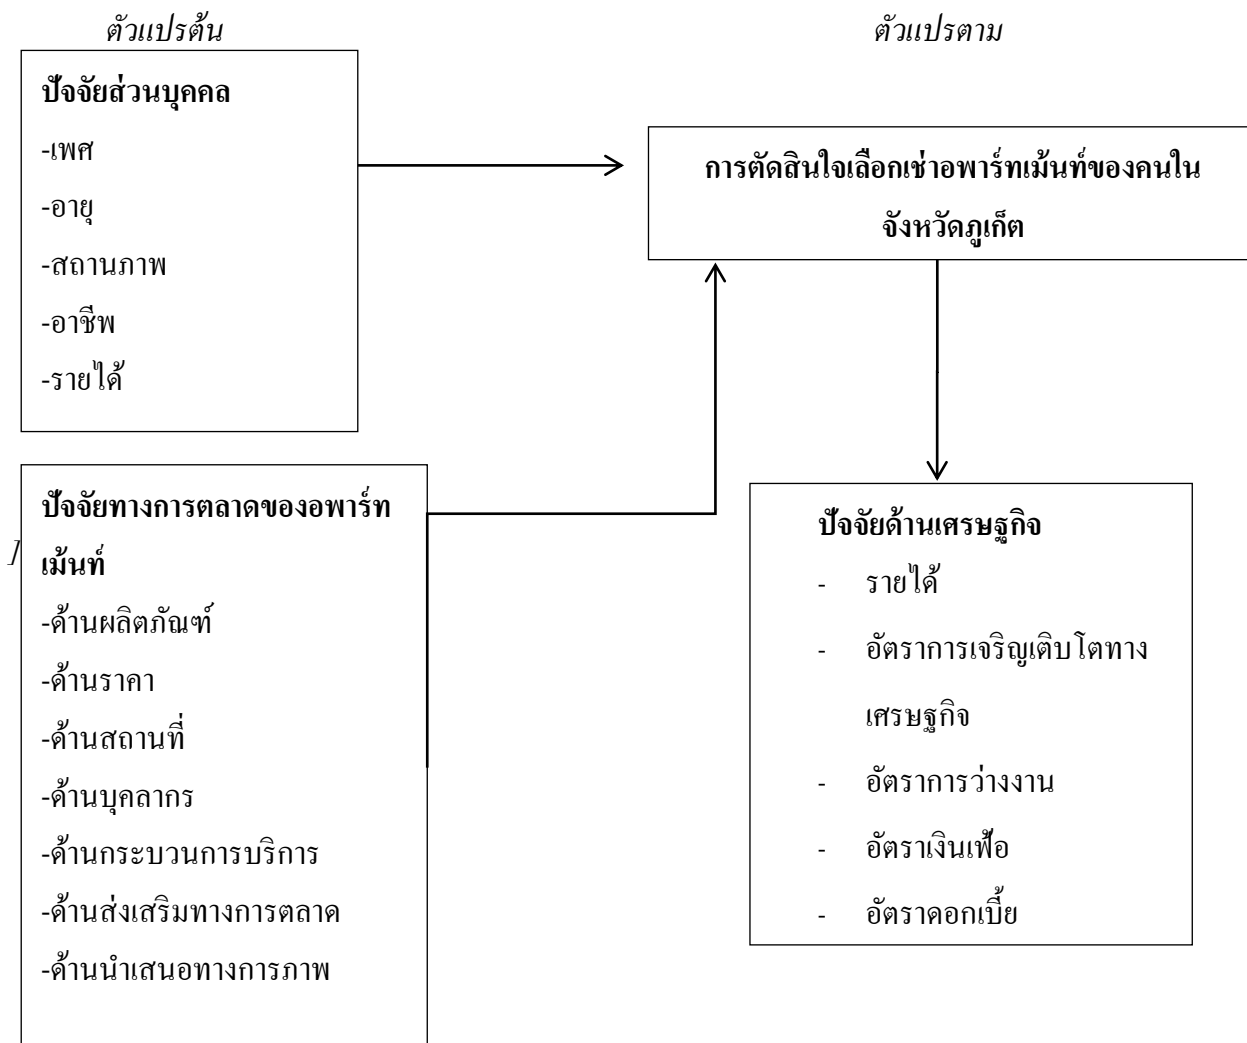 ตัวแปรต้น
ตัวแปรตาม
ปัจจัยส่วนบุคคล
-เพศ
-อายุ
-สถานภาพ
-อาชีพ
-รายได้
การตัดสินใจเลือกเช่าอพาร์ทเม้นท์ของคนใน
จังหวัดภูเก็ต
ปัจจัยทางการตลาดของอพาร์ท
เม้นท์
]
-ด้านผลิตภัณฑ์
-ด้านราคา
-ด้านสถานที่
-ด้านบุคลากร
-ด้านกระบวนการบริการ
-ด้านส่งเสริมทางการตลาด
-ด้านนำเสนอทางการภาพ
ปัจจัยด้านเศรษฐกิจ
- รายได้
- อัตราการเจริญเติบโตทาง
เศรษฐกิจ
- อัตราการว่างงาน
- อัตราเงินเฟ้อ
- อัตราดอกเบี้ย